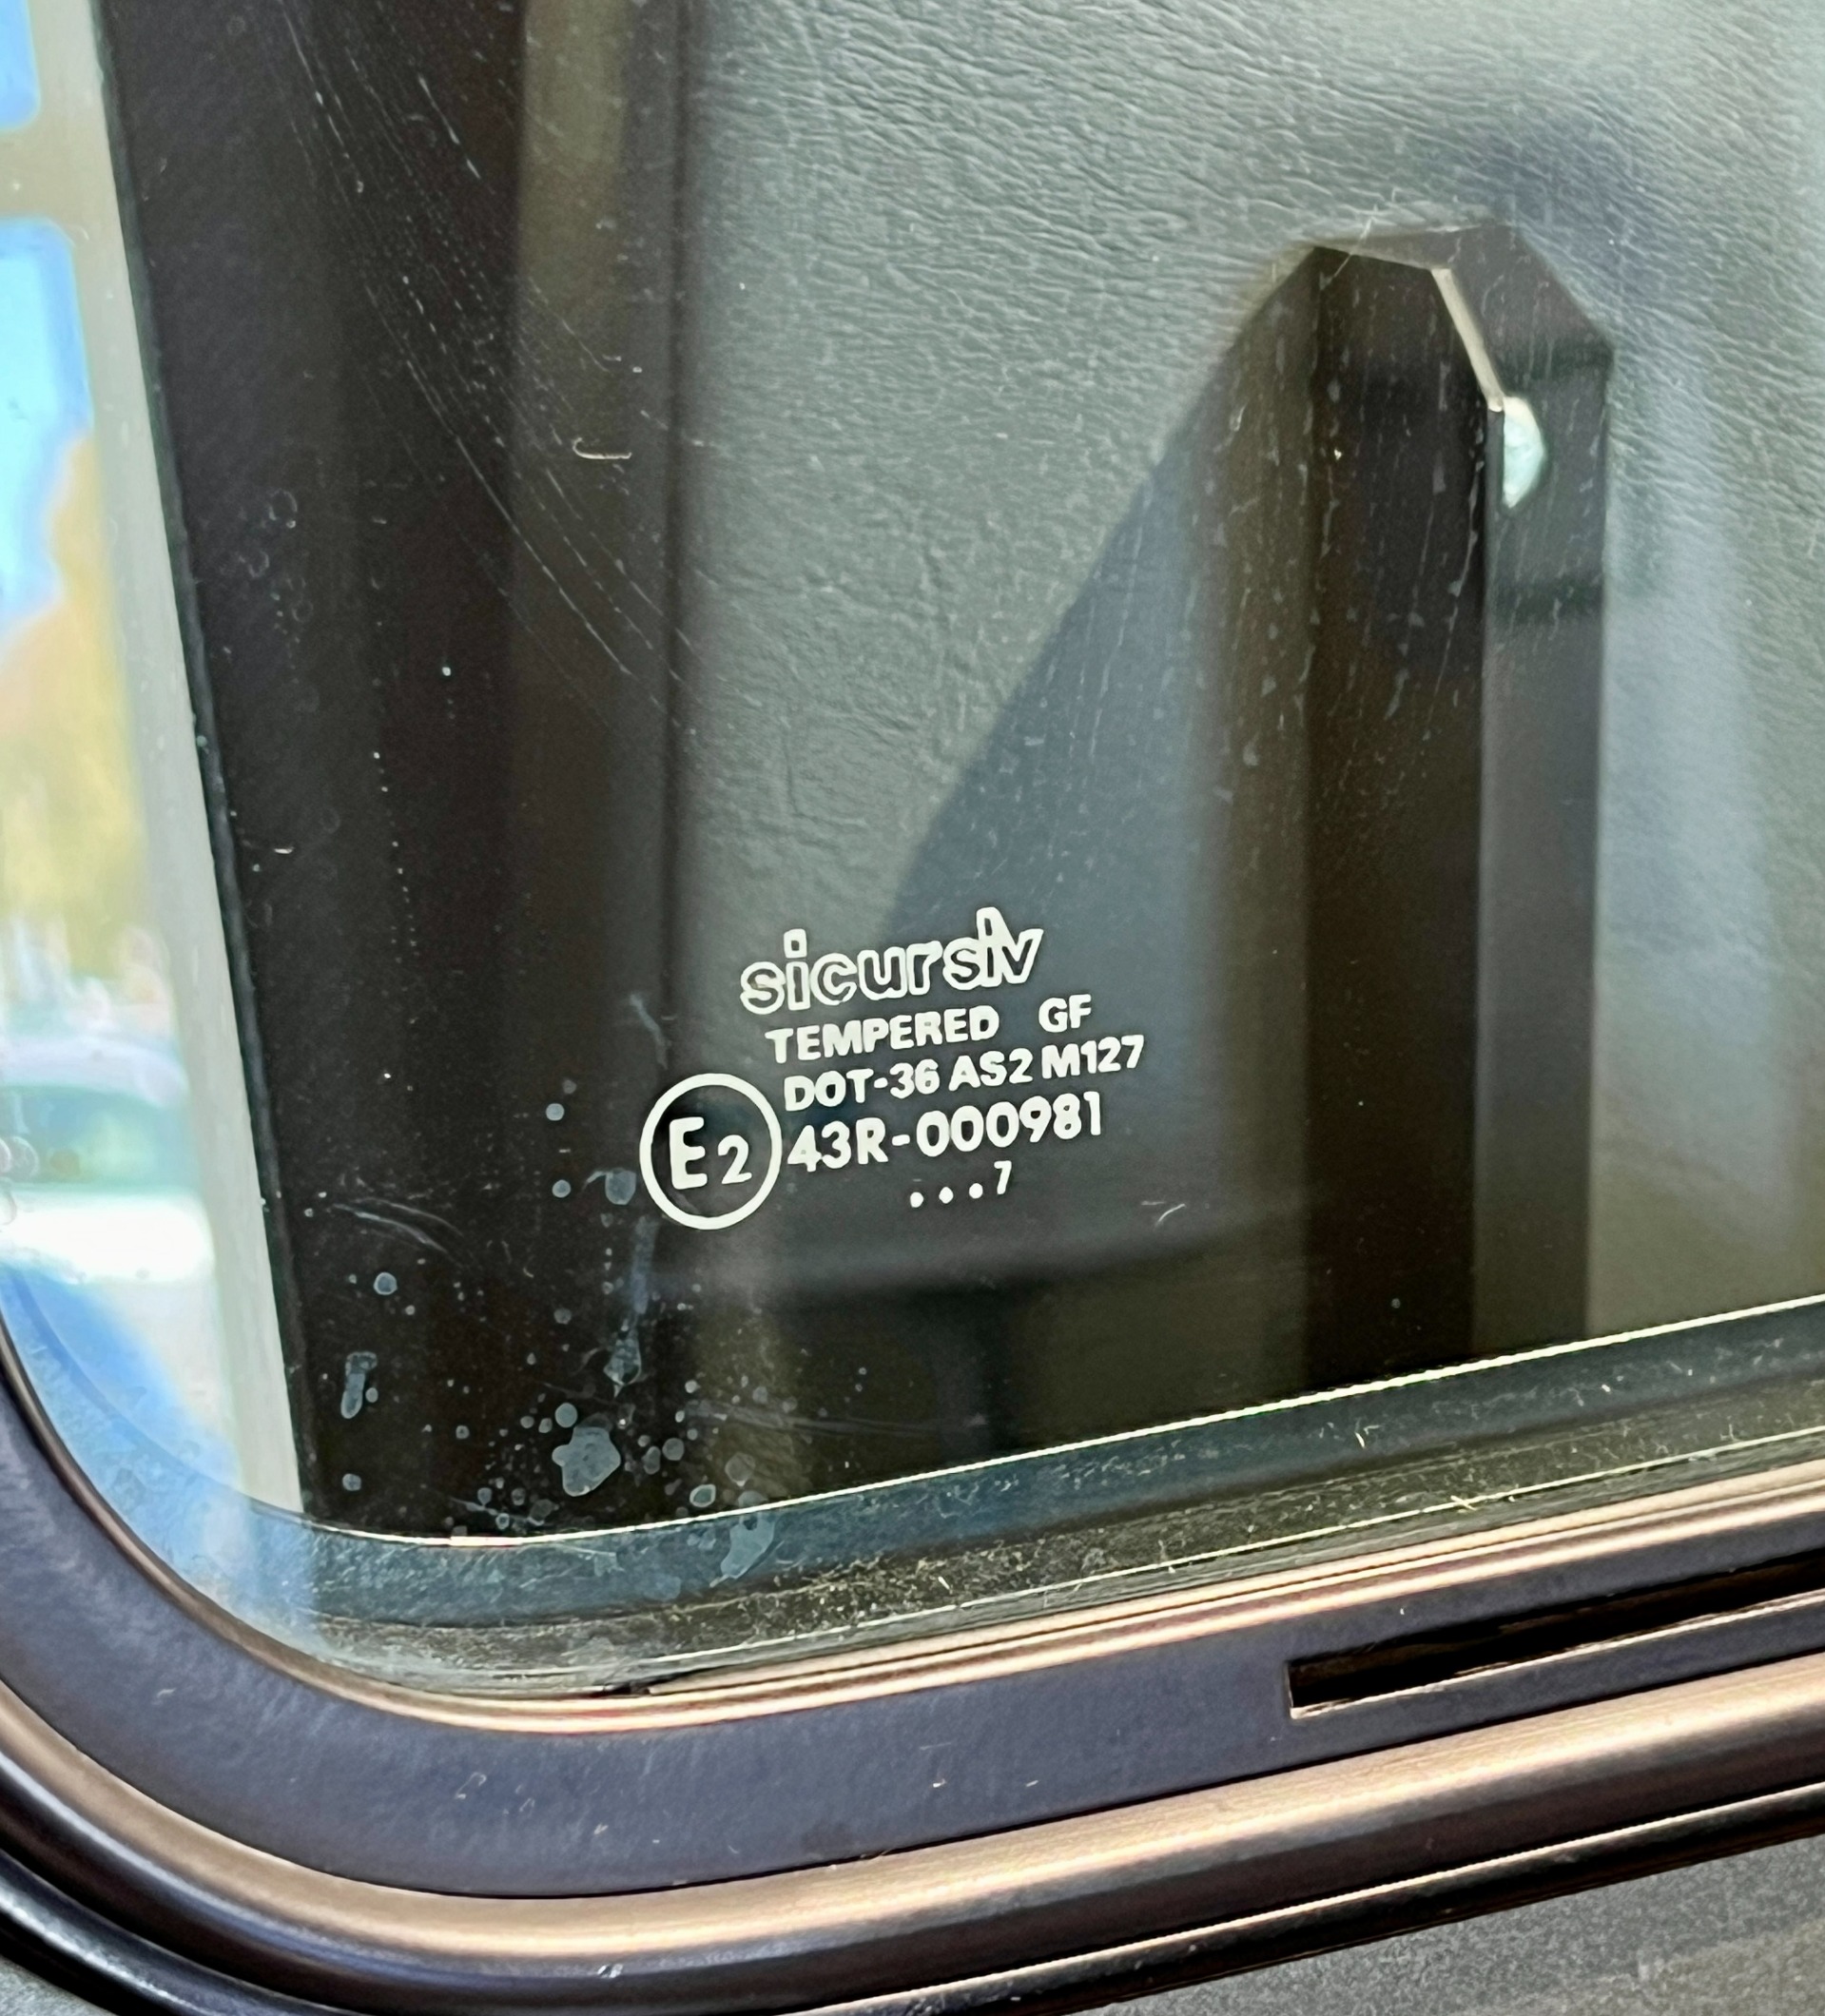 sicursiv
TEMPERED GF
DOT-36 AS2 M127
E2 43R-000981
...7